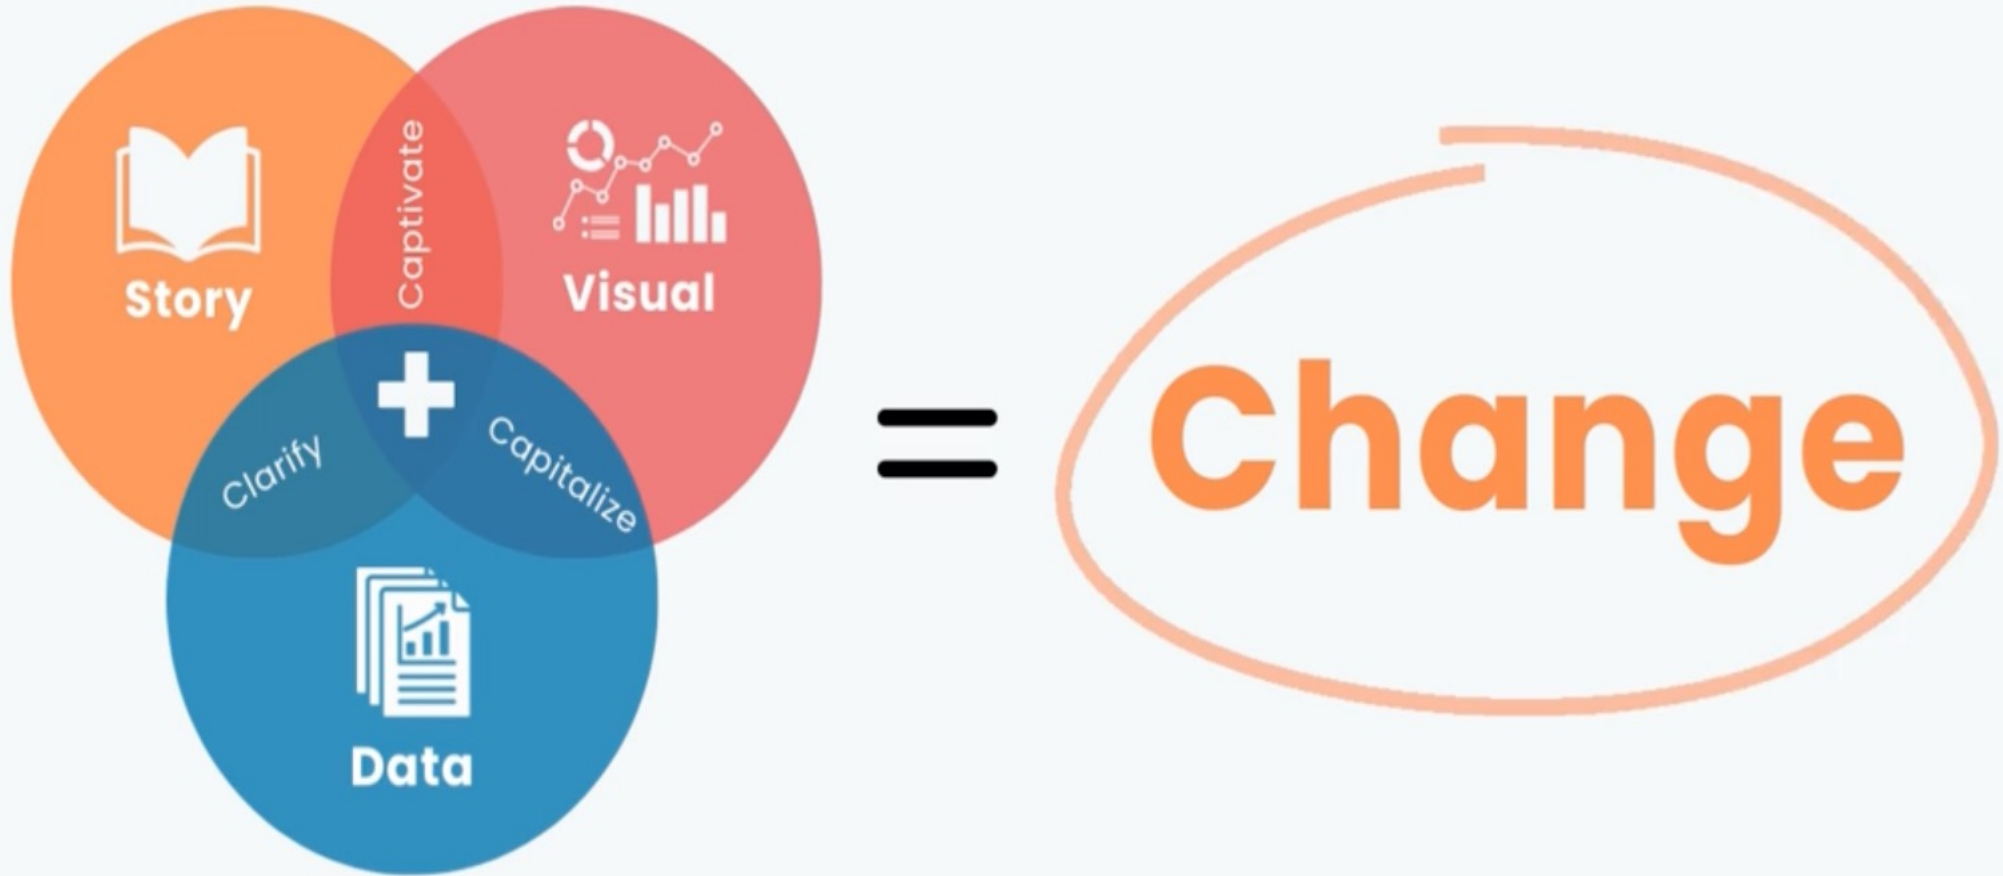 Story
Captivate
Visual
Clarify
Capitalize
Data
=
Change